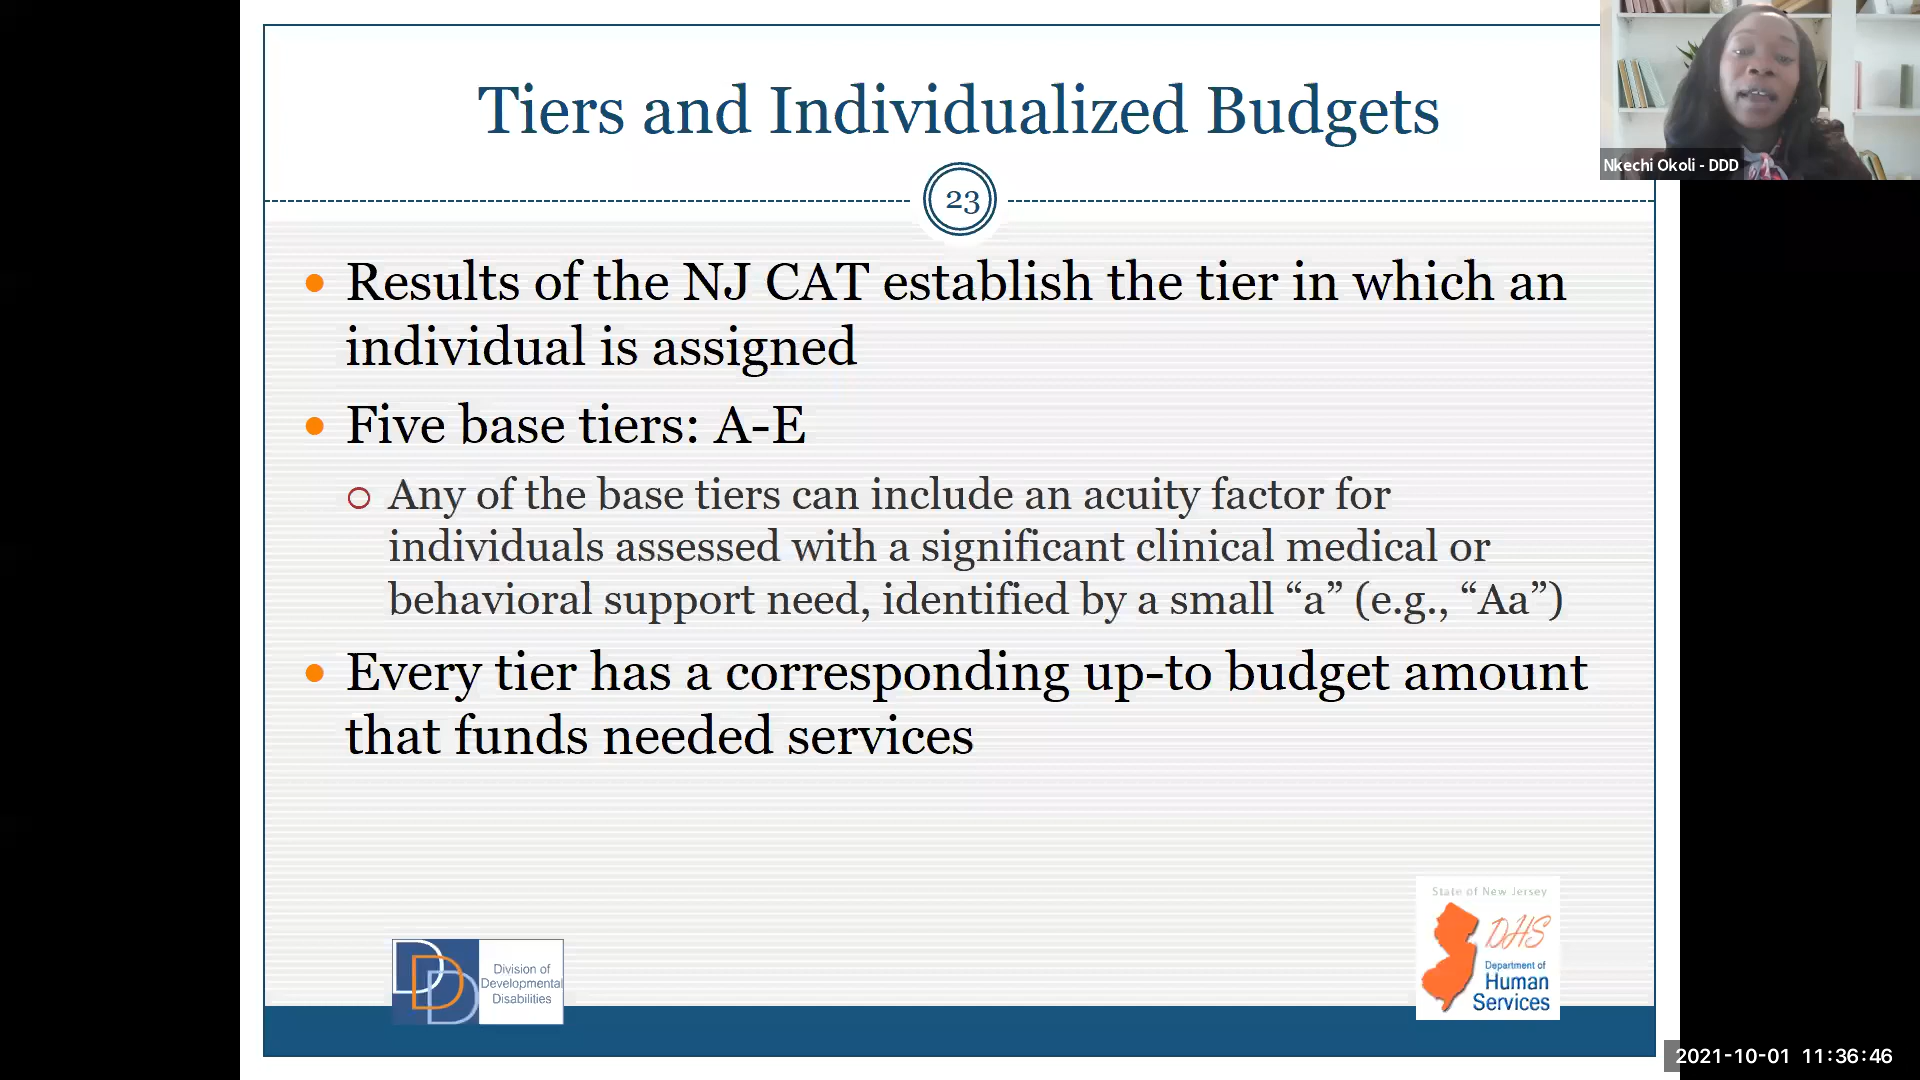 Tiers and Individualized Budgets
Nkechi Okoli - DDD
23
Results of the NJ CAT establish the tier in which an
individual is assigned
Five base tiers: A-E
Any of the base tiers can include an acuity factor for
individuals assessed with a significant clinical medical or
behavioral support need, identified by a small “a” (e.g., “Aa”)
Every tier has a corresponding up-to budget amount
that funds needed services
DDD
Division of
Developmental
Disabilities
State of New Jersey
DHS
Department of
Human
Services
2021-10-01 11:36:46